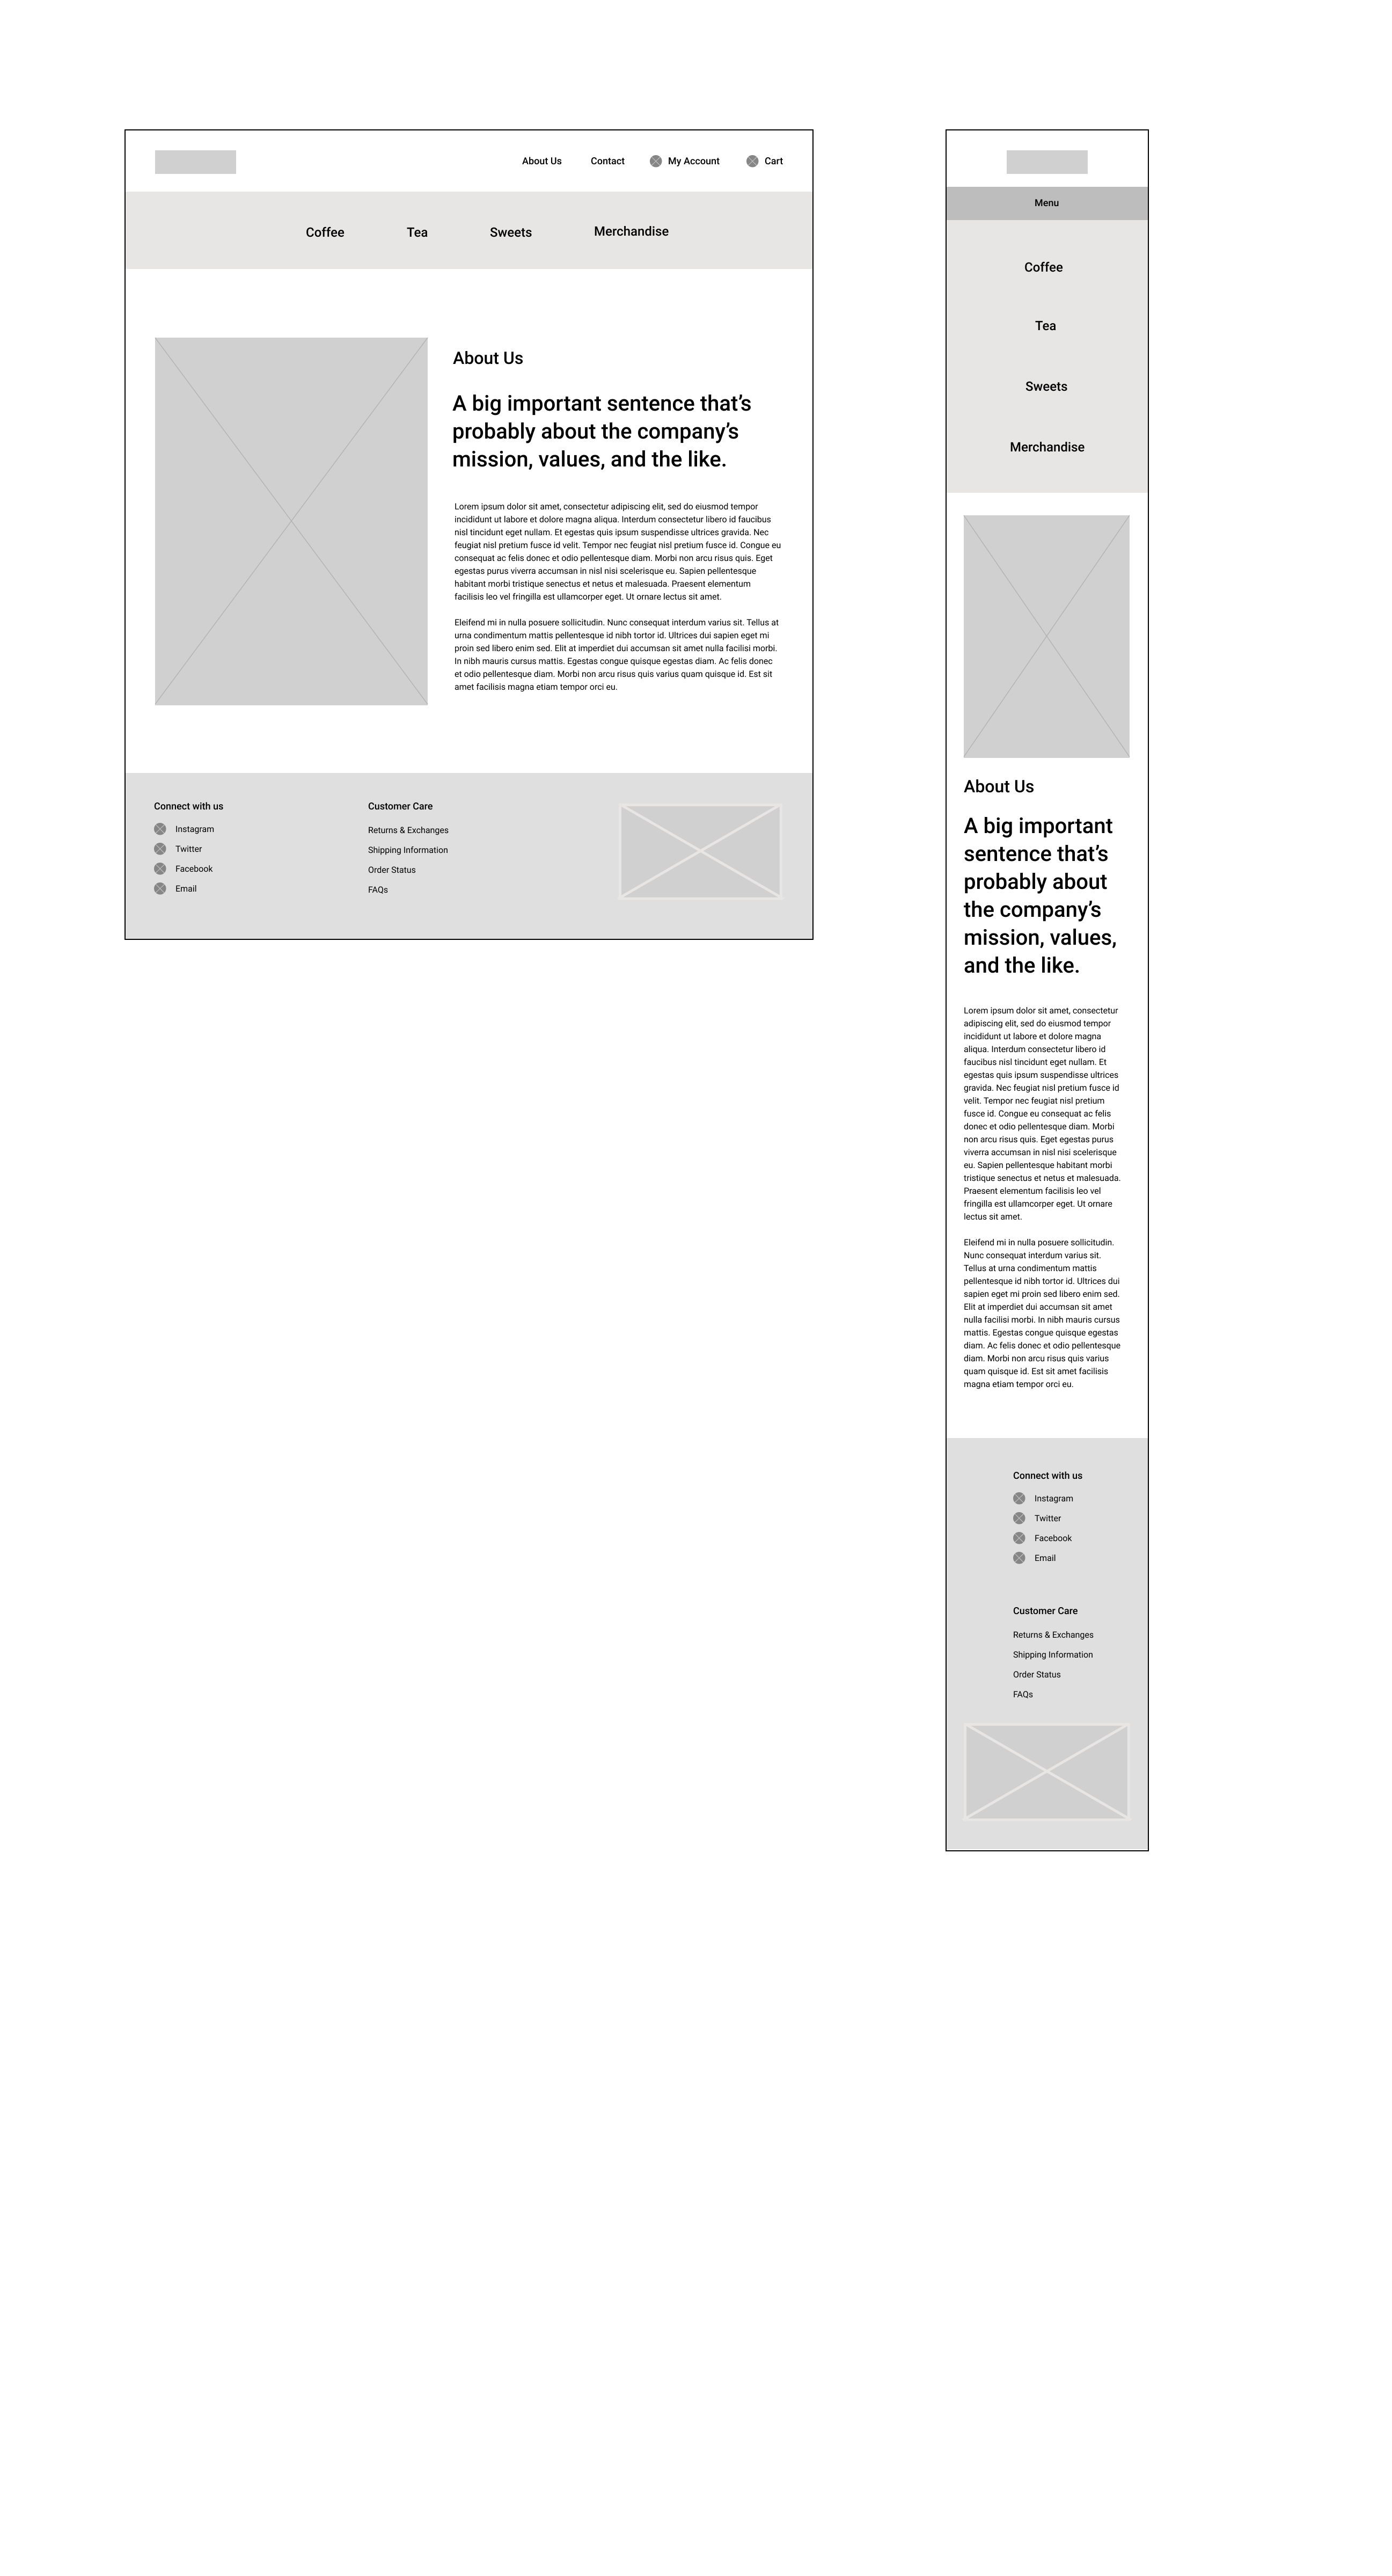 About Us Contact My Account Cart
Coffee Tea Sweets Merchandise
About Us
A big important sentence that’s
probably about the company’s
mission, values, and the like.
Lorem ipsum dolor sit amet, consectetur adipiscing elit, sed do eiusmod tempor
incididunt ut labore et dolore magna aliqua. Interdum consectetur libero id faucibus
nisl tincidunt eget nullam. Et egestas quis ipsum suspendisse ultrices gravida. Nec
feugiat nisl pretium fusce id velit. Tempor nec feugiat nisl pretium fusce id. Congue eu
consequat ac felis donec et odio pellentesque diam. Morbi non arcu risus quis. Eget
egestas purus viverra accumsan in nisl nisi scelerisque eu. Sapien pellentesque
habitant morbi tristique senectus et netus et malesuada. Praesent elementum
facilisis leo vel fringilla est ullamcorper eget. Ut ornare lectus sit amet.
Eleifend mi in nulla posuere sollicitudin. Nunc consequat interdum varius sit. Tellus at
urna condimentum mattis pellentesque id nibh tortor id. Ultrices dui sapien eget mi
proin sed libero enim sed. Elit at imperdiet dui accumsan sit amet nulla facilisi morbi.
In nibh mauris cursus mattis. Egestas congue quisque egestas diam. Ac felis donec
et odio pellentesque diam. Morbi non arcu risus quis varius quam quisque id. Est sit
amet facilisis magna etiam tempor orci eu.
Connect with us
Instagram
Twitter
Facebook
Email
Customer Care
Returns & Exchanges
Shipping Information
Order Status
FAQs
Menu
Coffee
Tea
Sweets
Merchandise
About Us
A big important
sentence that’s
probably about
the company’s
mission, values,
and the like.
Lorem ipsum dolor sit amet, consectetur
adipiscing elit, sed do eiusmod tempor
incididunt ut labore et dolore magna
aliqua. Interdum consectetur libero id
faucibus nisl tincidunt eget nullam. Et
egestas quis ipsum suspendisse ultrices
gravida. Nec feugiat nisl pretium fusce id
velit. Tempor nec feugiat nisl pretium
fusce id. Congue eu consequat ac felis
donec et odio pellentesque diam. Morbi
non arcu risus quis. Eget egestas purus
viverra accumsan in nisl nisi scelerisque
eu. Sapien pellentesque habitant morbi
tristique senectus et netus et malesuada.
Praesent elementum facilisis leo vel
fringilla est ullamcorper eget. Ut ornare
lectus sit amet.
Eleifend mi in nulla posuere sollicitudin.
Nunc consequat interdum varius sit.
Tellus at urna condimentum mattis
pellentesque id nibh tortor id. Ultrices dui
sapien eget mi proin sed libero enim sed.
Elit at imperdiet dui accumsan sit amet
nulla facilisi morbi. In nibh mauris cursus
mattis. Egestas congue quisque egestas
diam. Ac felis donec et odio pellentesque
diam. Morbi non arcu risus quis varius
quam quisque id. Est sit amet facilisis
magna etiam tempor orci eu.
Connect with us
Instagram
Twitter
Facebook
Email
Customer Care
Returns & Exchanges
Shipping Information
Order Status
FAQs